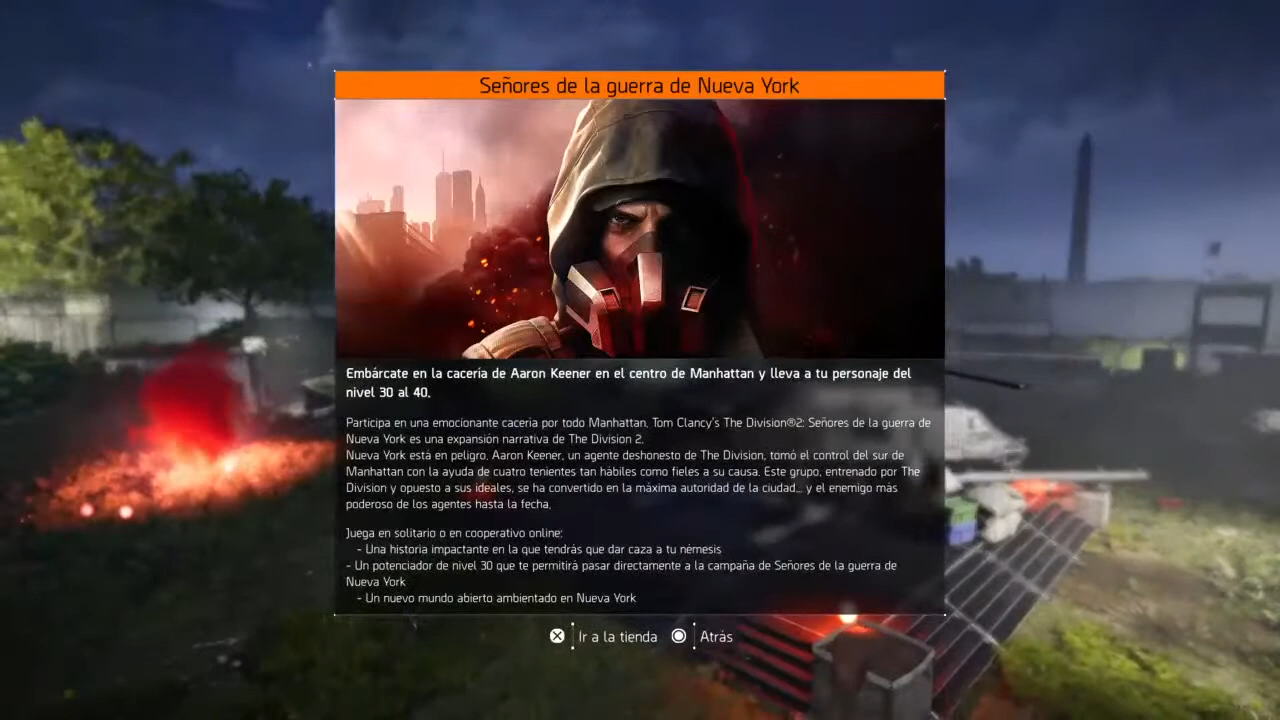 Señores de la guerra de Nueva York
Embárcate en la cacería de Aaron Keener en el centro de Manhattan y lleva a tu personaje del
nivel 30 al 40.
Participa en una emocionante cacería por todo Manhattan. Tom Clancy's The Division®2: Señores de la guerra de
Nueva York es una expansión narrativa de The Division 2.
Nueva York está en peligro. Aaron Keener, un agente deshonesto de The Division, tomó el control del sur de
Manhattan con la ayuda de cuatro tenientes tan hábiles como fieles a su causa. Este grupo, entrenado por The
Division y opuesto a sus ideales, se ha convertido en la máxima autoridad de la ciudad... y el enemigo más
poderoso de los agentes hasta la fecha.
Juega en solitario o en cooperativo online:
- Una historia impactante en la que tendrás que dar caza a tu némesis
- Un potenciador de nivel 30 que te permitirá pasar directamente a la campaña de Señores de la guerra de
Nueva York
- Un nuevo mundo abierto ambientado en Nueva York
Ir a la tienda Atrás